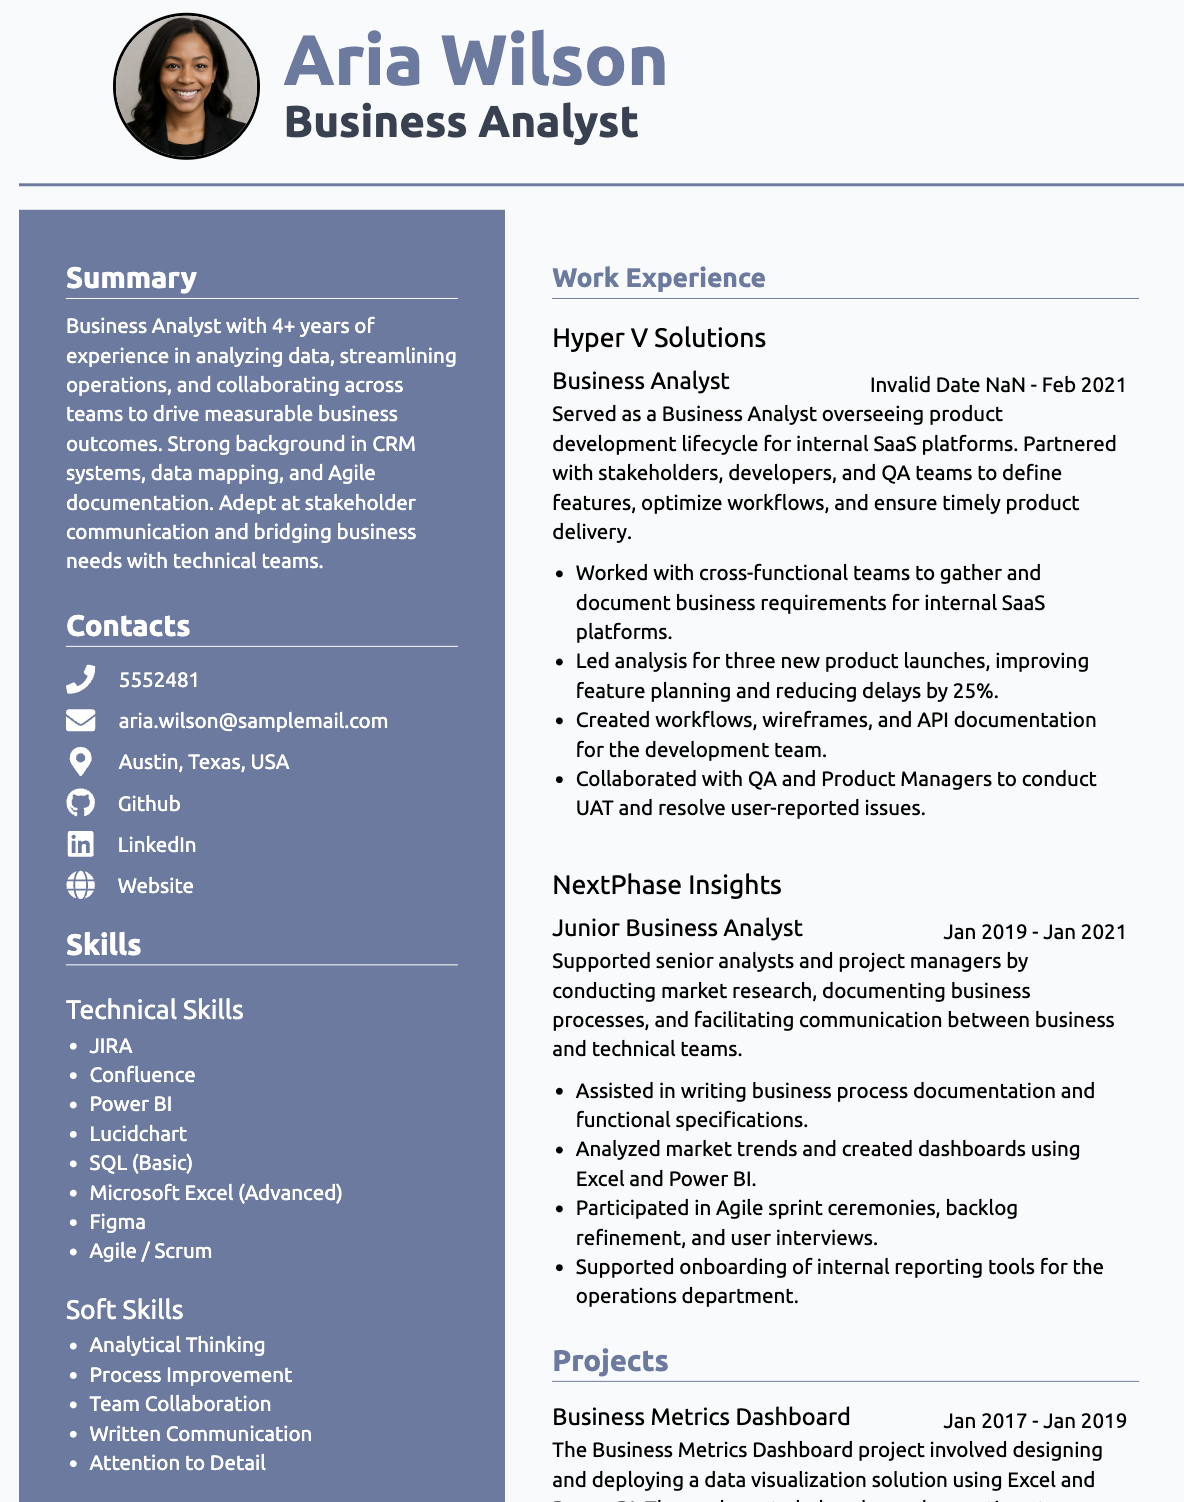 Aria Wilson
Business Analyst
Summary
Business Analyst with 4+ years of
experience in analyzing data, streamlining
operations, and collaborating across
teams to drive measurable business
outcomes. Strong background in CRM
systems, data mapping, and Agile
documentation. Adept at stakeholder
communication and bridging business
needs with technical teams.
Contacts
5552481
aria.wilson@samplemail.com
Austin, Texas, USA
Github
LinkedIn
Website
Skills
Technical Skills
• JIRA
• Confluence
• Power BI
• Lucidchart
• SQL (Basic)
• Microsoft Excel (Advanced)
• Figma
• Agile / Scrum
Soft Skills
• Analytical Thinking
• Process Improvement
• Team Collaboration
• Written Communication
• Attention to Detail
Work Experience
Hyper V Solutions
Business Analyst Invalid Date NaN - Feb 2021
Served as a Business Analyst overseeing product
development lifecycle for internal SaaS platforms. Partnered
with stakeholders, developers, and QA teams to define
features, optimize workflows, and ensure timely product
delivery.
• Worked with cross-functional teams to gather and
document business requirements for internal SaaS
platforms.
• Led analysis for three new product launches, improving
feature planning and reducing delays by 25%.
• Created workflows, wireframes, and API documentation
for the development team.
• Collaborated with QA and Product Managers to conduct
UAT and resolve user-reported issues.
NextPhase Insights
Junior Business Analyst Jan 2019 - Jan 2021
Supported senior analysts and project managers by
conducting market research, documenting business
processes, and facilitating communication between business
and technical teams.
• Assisted in writing business process documentation and
functional specifications.
• Analyzed market trends and created dashboards using
Excel and Power BI.
• Participated in Agile sprint ceremonies, backlog
refinement, and user interviews.
• Supported onboarding of internal reporting tools for the
operations department.
Projects
Business Metrics Dashboard Jan 2017 - Jan 2019
The Business Metrics Dashboard project involved designing
and deploying a data visualization solution using Excel and